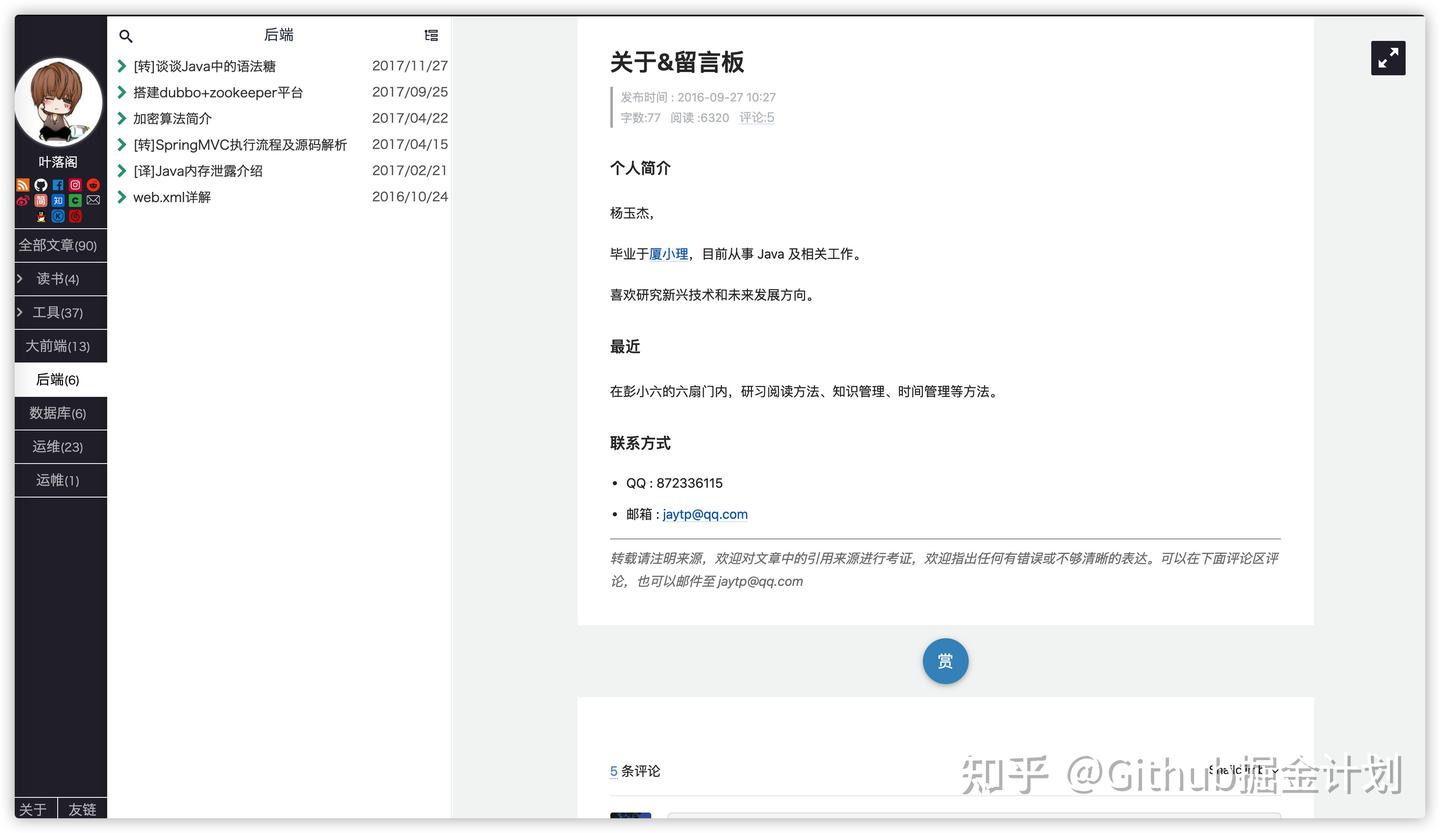 叶落阁
简
知
全部文章(90)
读书(4)
工具(37)
大前端(13)
后端(6)
数据库(6)
运维(23)
运帷(1)
关于
友链
后端
[转]谈谈Java中的语法糖 2017/11/27
搭建dubbo+zookeeper平台 2017/09/25
加密算法简介 2017/04/22
[转]SpringMVC执行流程及源码解析 2017/04/15
[译]Java内存泄露介绍 2017/02/21
web.xml详解 2016/10/24
关于&留言板
发布时间 : 2016-09-27 10:27
字数:77 阅读 :6320 评论:5
个人简介
杨玉杰，
毕业于厦小理，目前从事 Java 及相关工作。
喜欢研究新兴技术和未来发展方向。
最近
在彭小六的六扇门内，研习阅读方法、知识管理、时间管理等方法。
联系方式
• QQ : 872336115
• 邮箱 : jaytp@qq.com
转载请注明来源，欢迎对文章中的引用来源进行考证，欢迎指出任何有错误或不够清晰的表达。可以在下面评论区评
论，也可以邮件至 jaytp@qq.com
赏
5 条评论
知乎 @Github掘金计划